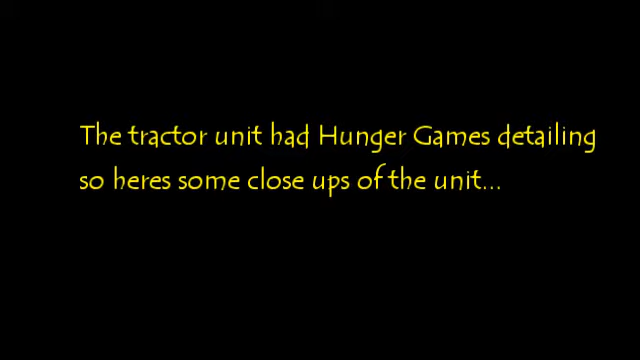 The tractor unit had Hunger Games detailing
so heres some close ups of the unit...